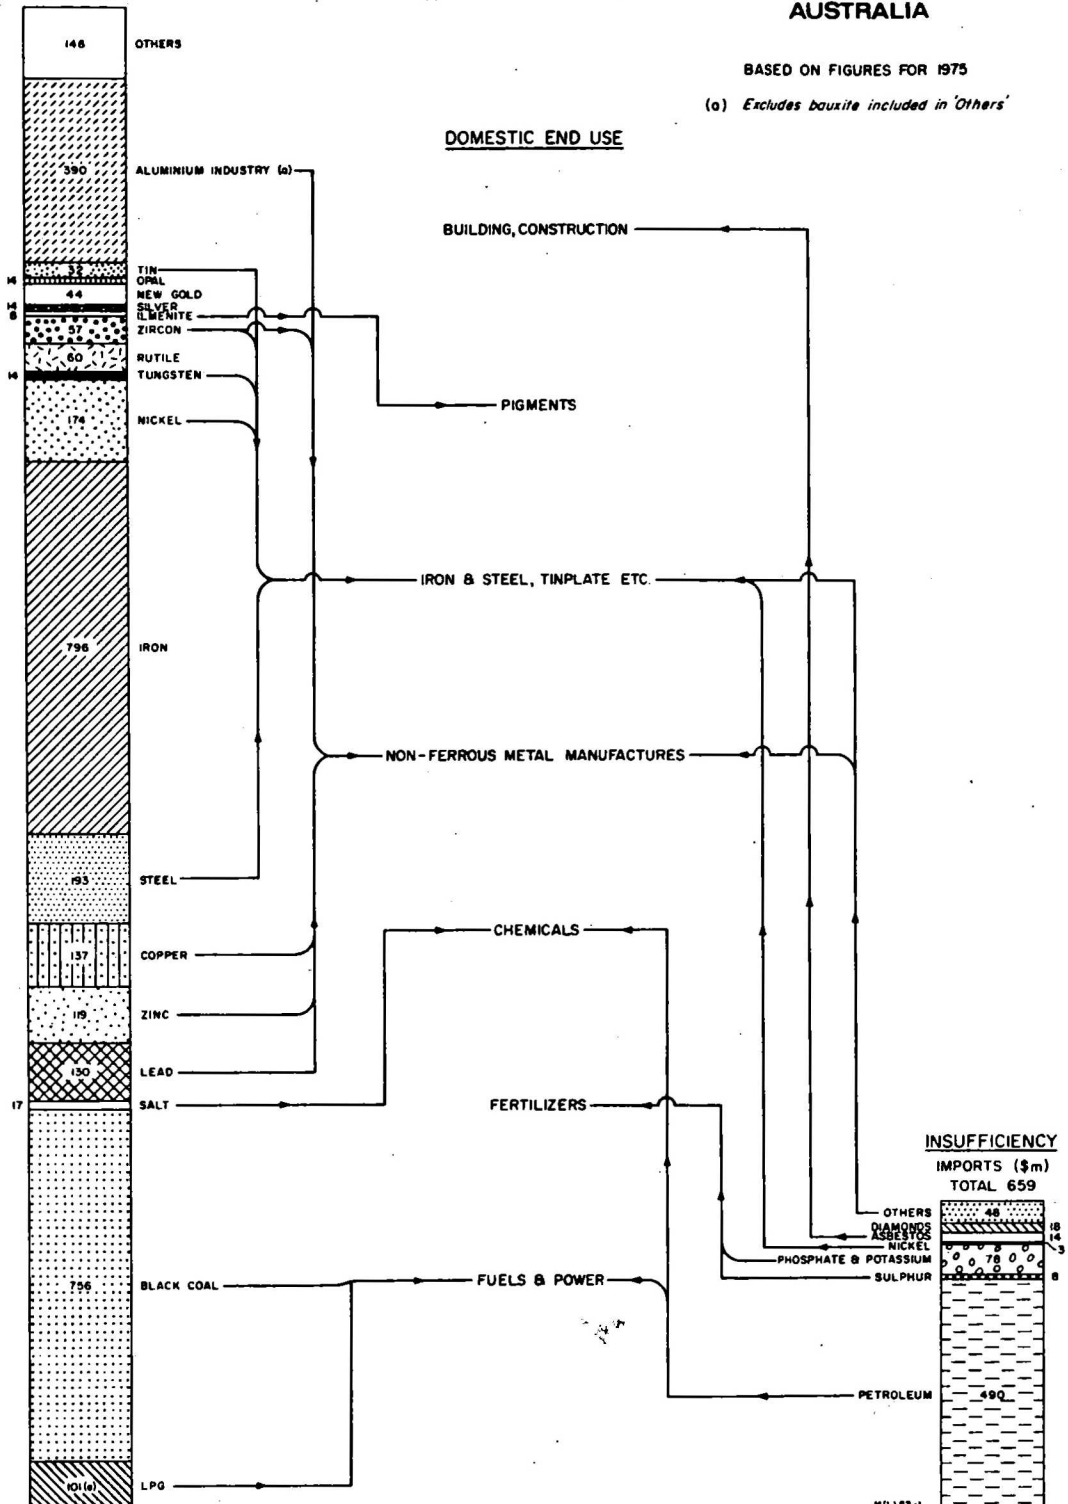 AUSTRALIA
BASED ON FIGURES FOR 1975
(a) Excludes bauxite included in 'Others'
DOMESTIC END USE
146 OTHERS
390 ALUMINIUM INDUSTRY (a)
BUILDING, CONSTRUCTION
32 TIN
14 OPAL
44 NEW GOLD
14 SILVER
8 ILMENITE
57 ZIRCON
60 RUTILE
14 TUNGSTEN
PIGMENTS
174 NICKEL
IRON & STEEL, TINPLATE ETC.
796 IRON
NON-FERROUS METAL MANUFACTURES
193 STEEL
CHEMICALS
137 COPPER
119 ZINC
130 LEAD
17 SALT
FERTILIZERS
INSUFFICIENCY
IMPORTS ($m)
TOTAL 659
OTHERS 48
DIAMONDS 18
ASBESTOS 14
NICKEL 3
PHOSPHATE & POTASSIUM 78
SULPHUR 8
756 BLACK COAL
FUELS & POWER
PETROLEUM 490
101(e) LPG